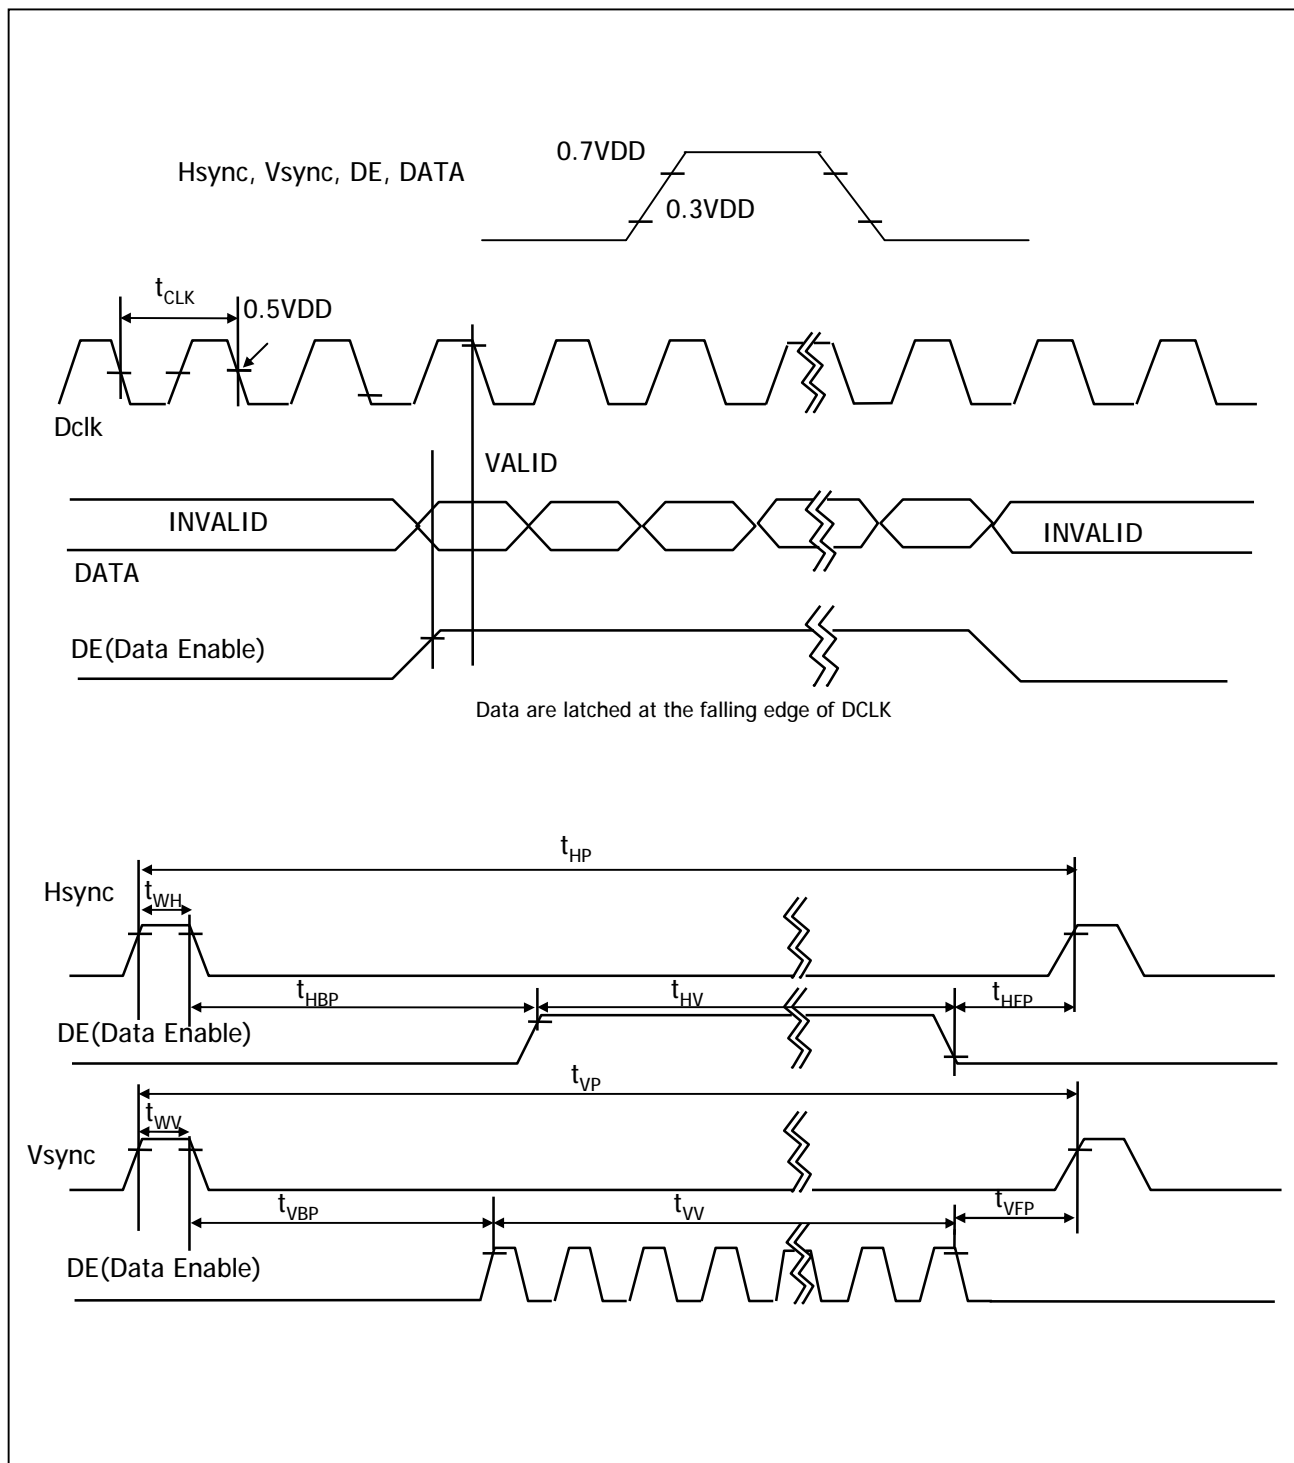 0.7VDD
Hsync, Vsync, DE, DATA
0.3VDD
tCLK
0.5VDD
Dclk
VALID
INVALID
INVALID
DATA
DE(Data Enable)
Data are latched at the falling edge of DCLK
tHP
Hsync
tWH
tHBP
tHV
tHFP
DE(Data Enable)
tVP
tWV
Vsync
tVBP
tVV
tVFP
DE(Data Enable)